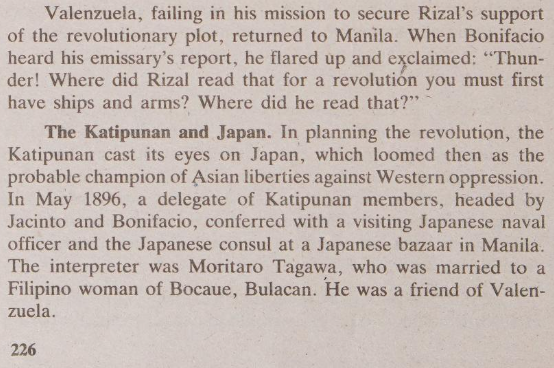 Valenzuela, failing in his mission to secure Rizal's support
of the revolutionary plot, returned to Manila. When Bonifacio
heard his emissary's report, he flared up and exclaimed: "Thun-
der! Where did Rizal read that for a revolution you must first
have ships and arms? Where did he read that?"
The Katipunan and Japan. In planning the revolution, the
Katipunan cast its eyes on Japan, which loomed then as the
probable champion of Asian liberties against Western oppression.
In May 1896, a delegate of Katipunan members, headed by
Jacinto and Bonifacio, conferred with a visiting Japanese naval
officer and the Japanese consul at a Japanese bazaar in Manila.
The interpreter was Moritaro Tagawa, who was married to a
Filipino woman of Bocaue, Bulacan. He was a friend of Valen-
zuela.
226